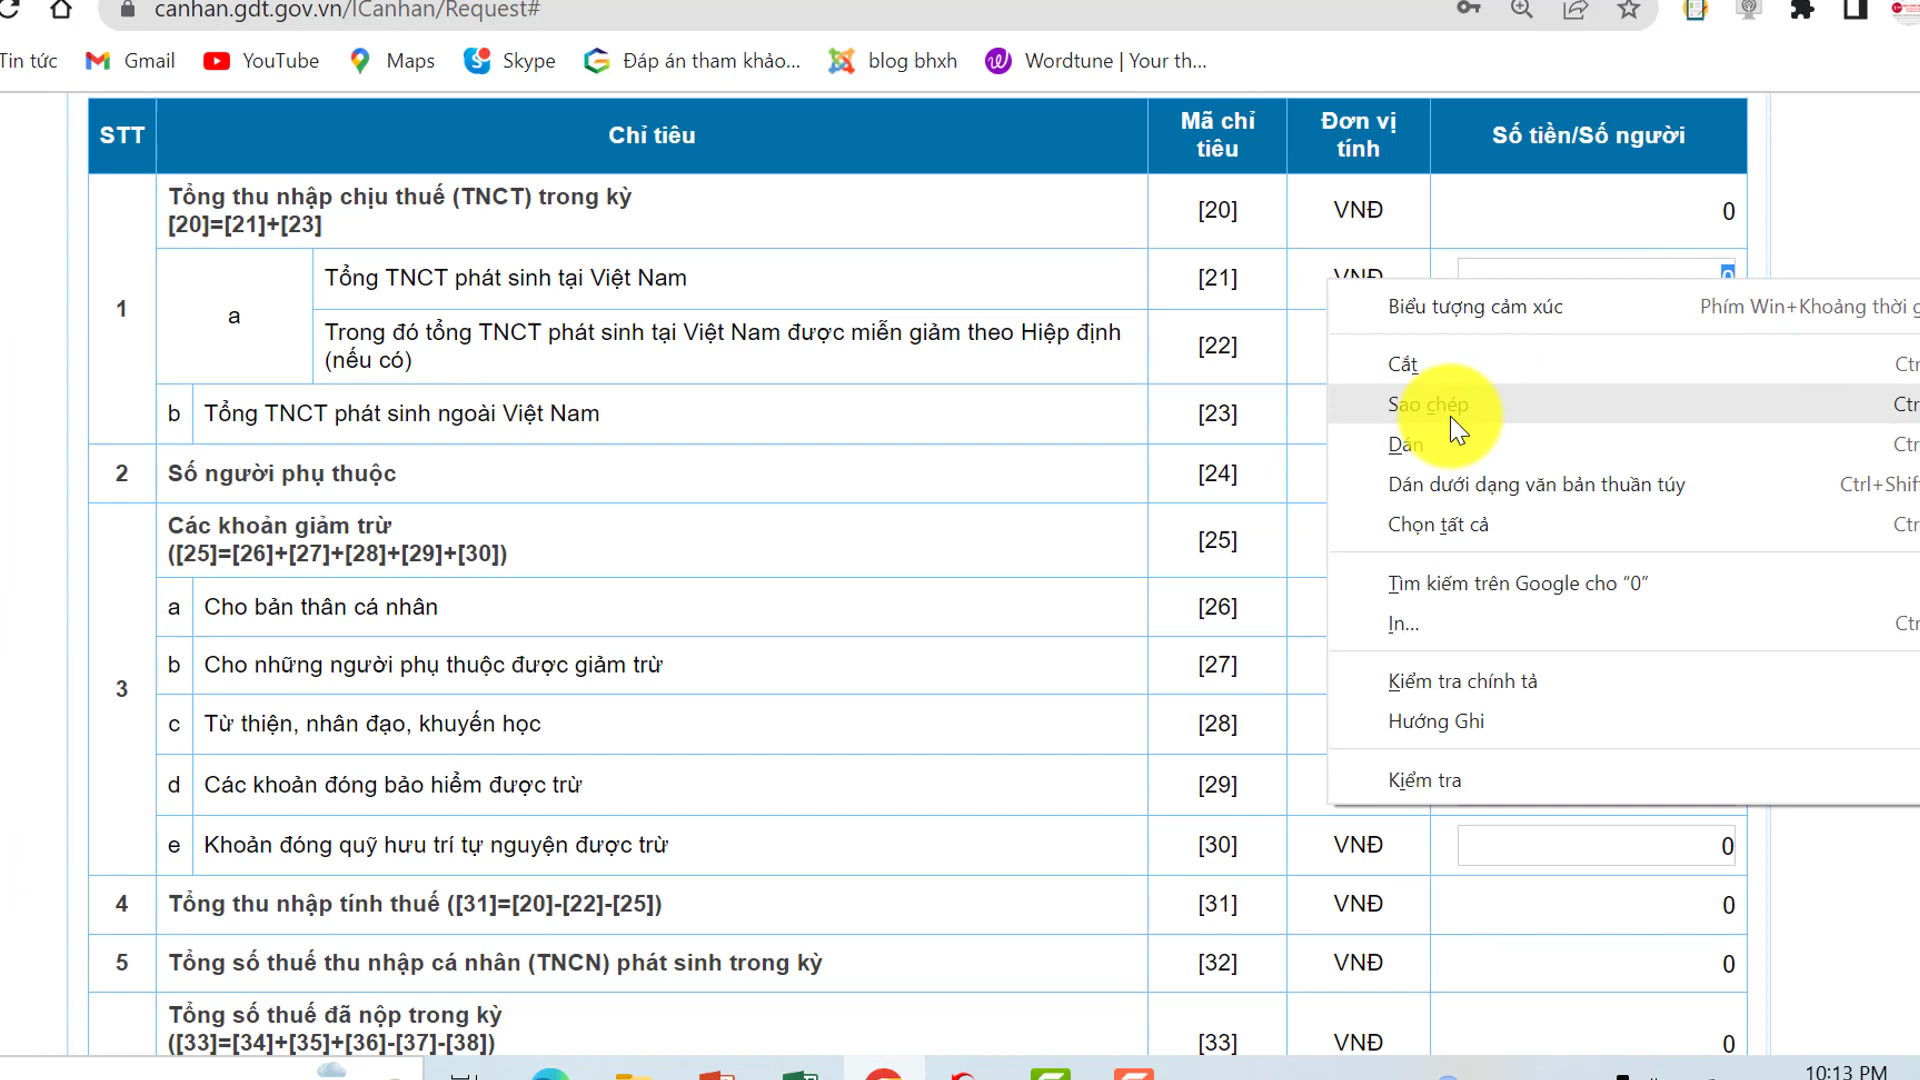 canhan.gdt.gov.vn/ICanhan/Request#
Tin tức Gmail YouTube Maps Skype Đáp án tham khảo... blog bhxh Wordtune | Your th...
STT Chỉ tiêu Mã chỉ tiêu Đơn vị tính Số tiền/Số người
1
Tổng thu nhập chịu thuế (TNCT) trong kỳ
[20]=[21]+[23]
[20] VNĐ 0
a
Tổng TNCT phát sinh tại Việt Nam [21] VNĐ 0
Trong đó tổng TNCT phát sinh tại Việt Nam được miễn giảm theo Hiệp định
(nếu có)
[22]
b Tổng TNCT phát sinh ngoài Việt Nam [23]
2 Số người phụ thuộc [24]
3
Các khoản giảm trừ
([25]=[26]+[27]+[28]+[29]+[30])
[25]
a Cho bản thân cá nhân [26]
b Cho những người phụ thuộc được giảm trừ [27]
c Từ thiện, nhân đạo, khuyến học [28]
d Các khoản đóng bảo hiểm được trừ [29]
e Khoản đóng quỹ hưu trí tự nguyện được trừ [30] VNĐ 0
4 Tổng thu nhập tính thuế ([31]=[20]-[22]-[25]) [31] VNĐ 0
5 Tổng số thuế thu nhập cá nhân (TNCN) phát sinh trong kỳ [32] VNĐ 0
Tổng số thuế đã nộp trong kỳ
([33]=[34]+[35]+[36]-[37]-[38])
[33] VNĐ 0
Biểu tượng cảm xúc Phím Win+Khoảng thời g
Cắt Ctr
Sao chép Ctr
Dán Ctr
Dán dưới dạng văn bản thuần túy Ctrl+Shif
Chọn tất cả Ctr
Tìm kiếm trên Google cho “0”
In... Ctr
Kiểm tra chính tả
Hướng Ghi
Kiểm tra
10:13 PM